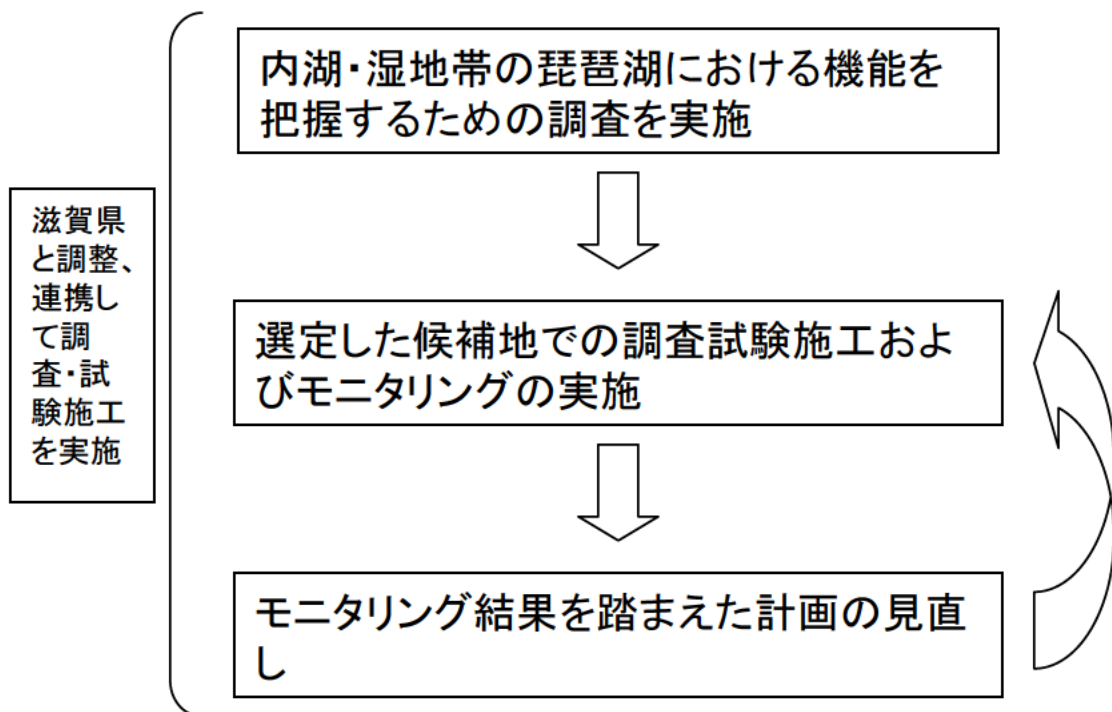 内湖・湿地帯の琵琶湖における機能を
把握するための調査を実施
滋賀県
と調整、
連携し
て調
査・試
験施工
を実施
選定した候補地での調査試験施工およ
びモニタリングの実施
モニタリング結果を踏まえた計画の見直
し